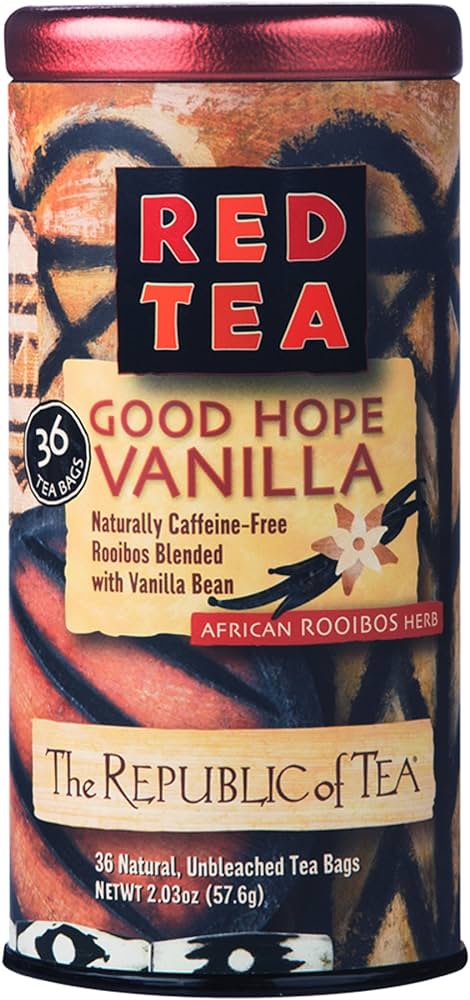 RED
TEA
36
TEA BAGS
GOOD HOPE
VANILLA
Naturally Caffeine-Free
Rooibos Blended
with Vanilla Bean
AFRICAN ROOIBOS HERB
The REPUBLIC of TEA®
36 Natural, Unbleached Tea Bags
NETWT 2.03oz (57.6g)